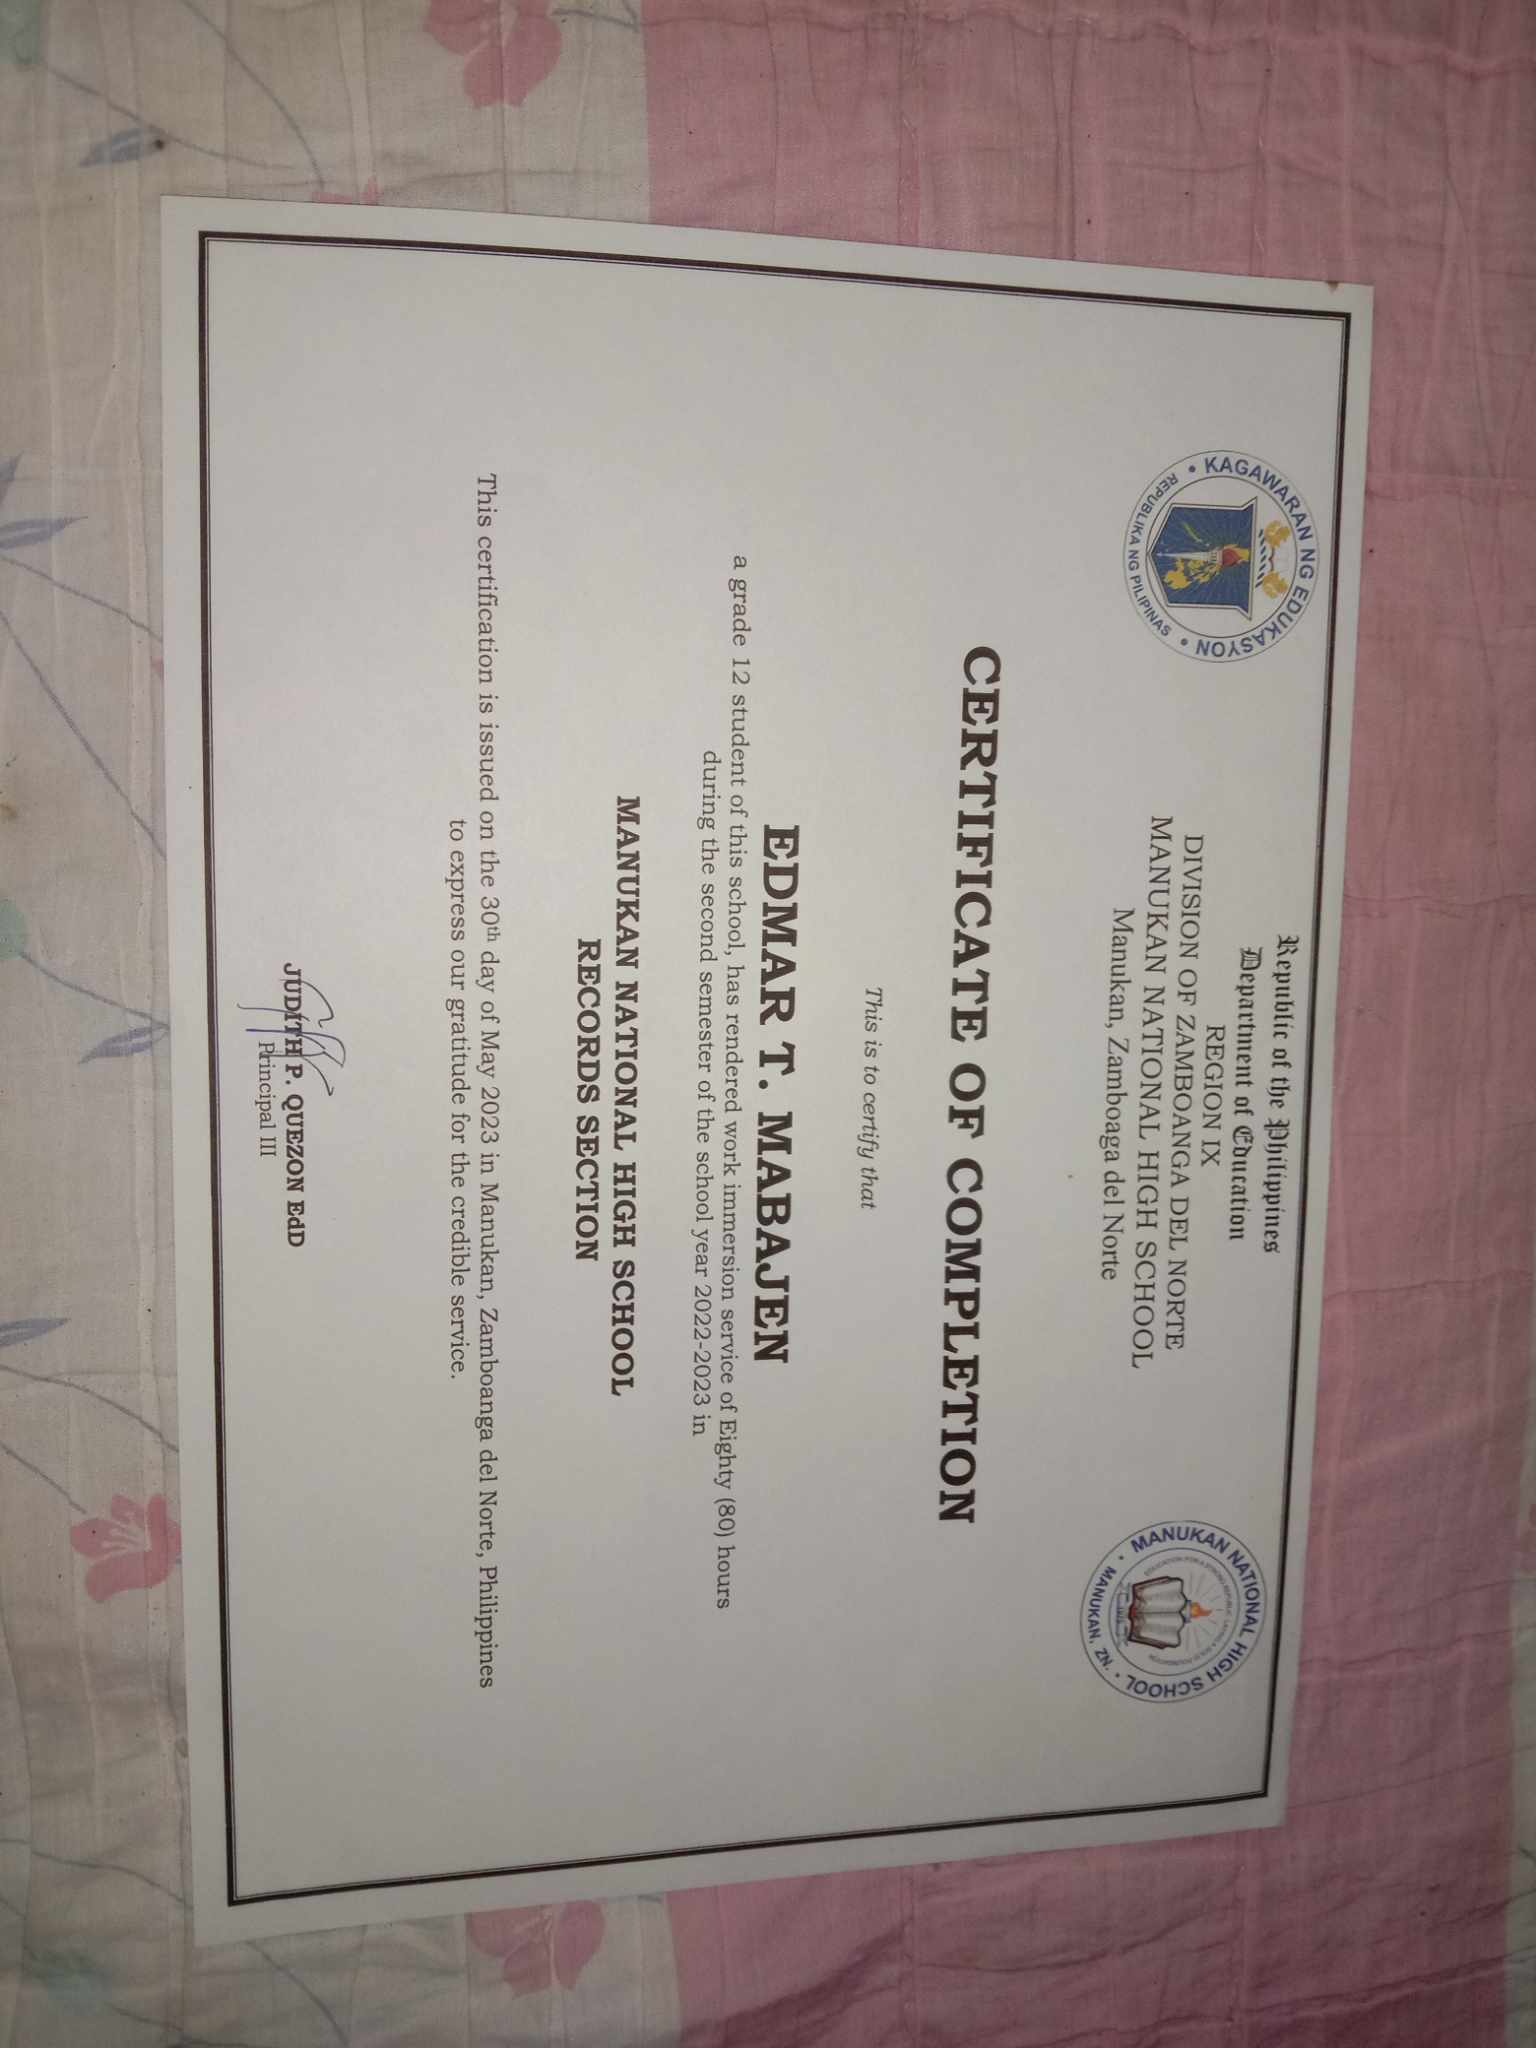 KAGAWARAN NG EDUKASYON
REPUBLIKA NG PILIPINAS
Republic of the Philippines
Department of Education
REGION IX
DIVISION OF ZAMBOANGA DEL NORTE
MANUKAN NATIONAL HIGH SCHOOL
Manukan, Zamboaga del Norte
MANUKAN NATIONAL HIGH SCHOOL
MANUKAN, ZN.
CERTIFICATE OF COMPLETION
This is to certify that
EDMAR T. MABAJEN
a grade 12 student of this school, has rendered work immersion service of Eighty (80) hours
during the second semester of the school year 2022-2023 in
MANUKAN NATIONAL HIGH SCHOOL
RECORDS SECTION
This certification is issued on the 30th day of May 2023 in Manukan, Zamboanga del Norte, Philippines
to express our gratitude for the credible service.
JUDITH P. QUEZON EdD
Principal III